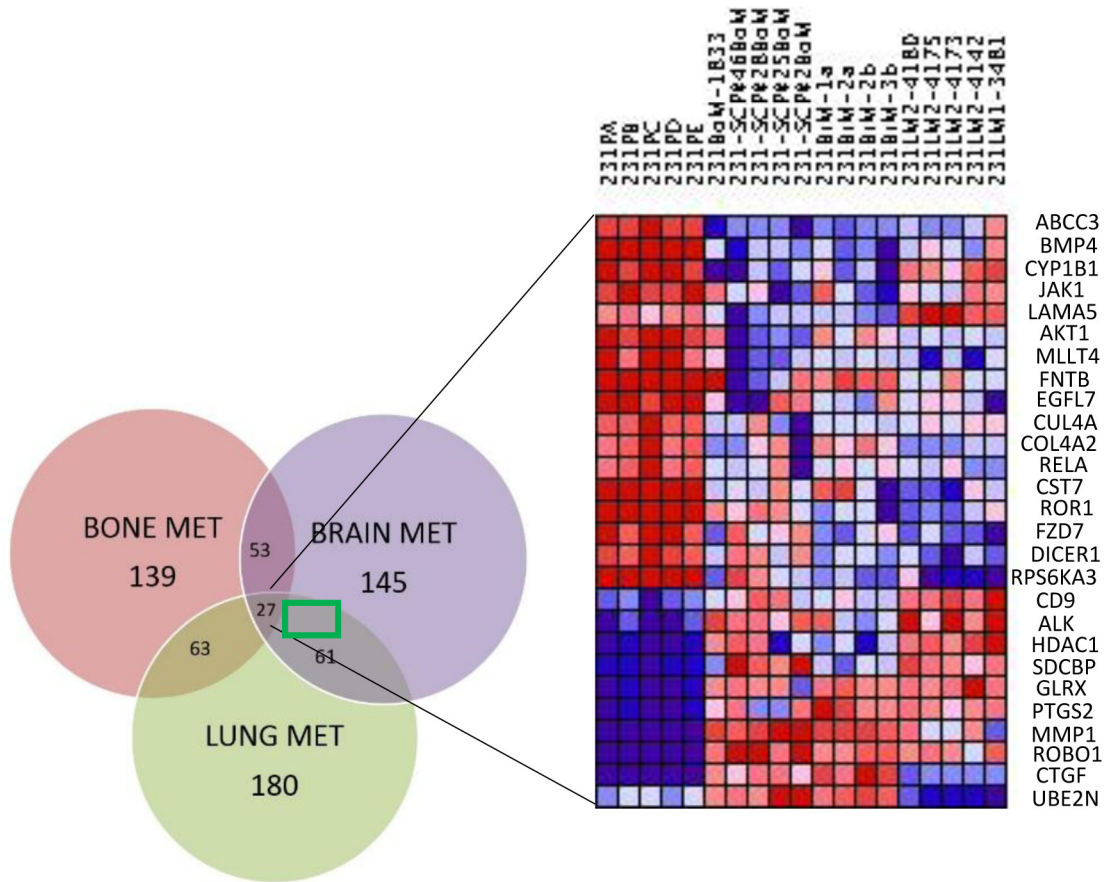 231PA
231PB
231PC
231PD
231PE
231BoM-1833
231-SCP46BoM
231-SCP28BoM
231-SCP25BoM
231-SCP2BoM
231BrM-1a
231BrM-2a
231BrM-2b
231BrM-3b
231LM2-4180
231LM2-4175
231LM2-4173
231LM2-4142
231LM1-3481
ABCC3
BMP4
CYP1B1
JAK1
LAMA5
AKT1
MLLT4
FNTB
EGFL7
CUL4A
COL4A2
RELA
CST7
ROR1
FZD7
DICER1
RPS6KA3
CD9
ALK
HDAC1
SDCBP
GLRX
PTGS2
MMP1
ROBO1
CTGF
UBE2N
BONE MET
139
53
BRAIN MET
145
27
63
61
LUNG MET
180